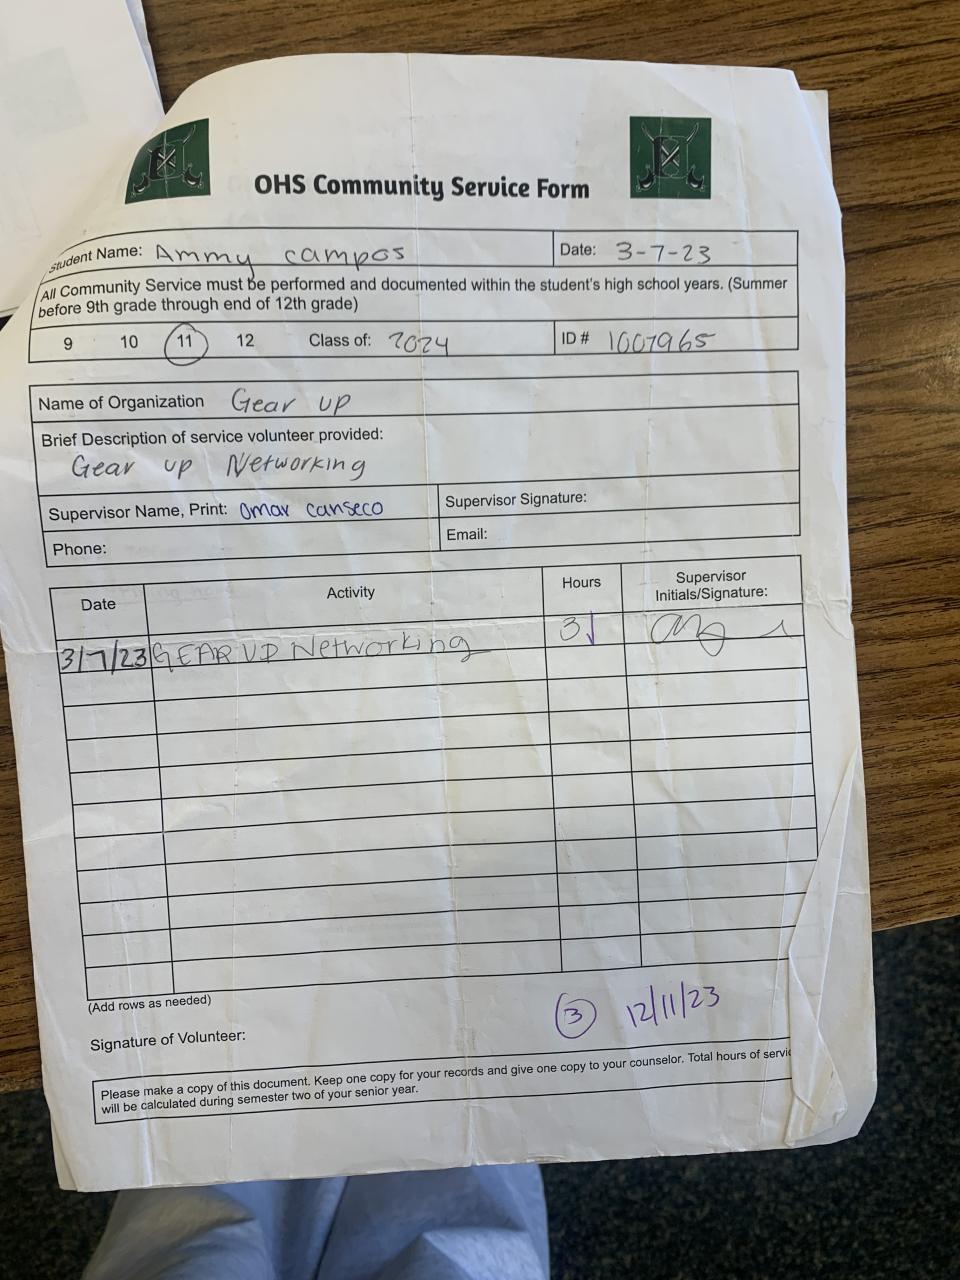 OHS Community Service Form
Student Name: Ammy campos Date: 3-7-23
All Community Service must be performed and documented within the student's high school years. (Summer
before 9th grade through end of 12th grade)
9 10 11 12 Class of: 2024 ID # 1007965
Name of Organization Gear up
Brief Description of service volunteer provided:
Gear up Networking
Supervisor Name, Print: Omar canseco Supervisor Signature:
Phone: Email:
Date Activity Hours Supervisor
Initials/Signature:
3/7/23 GEAR UP Networking 3
(Add rows as needed)
3 12/11/23
Signature of Volunteer:
Please make a copy of this document. Keep one copy for your records and give one copy to your counselor. Total hours of servic
will be calculated during semester two of your senior year.